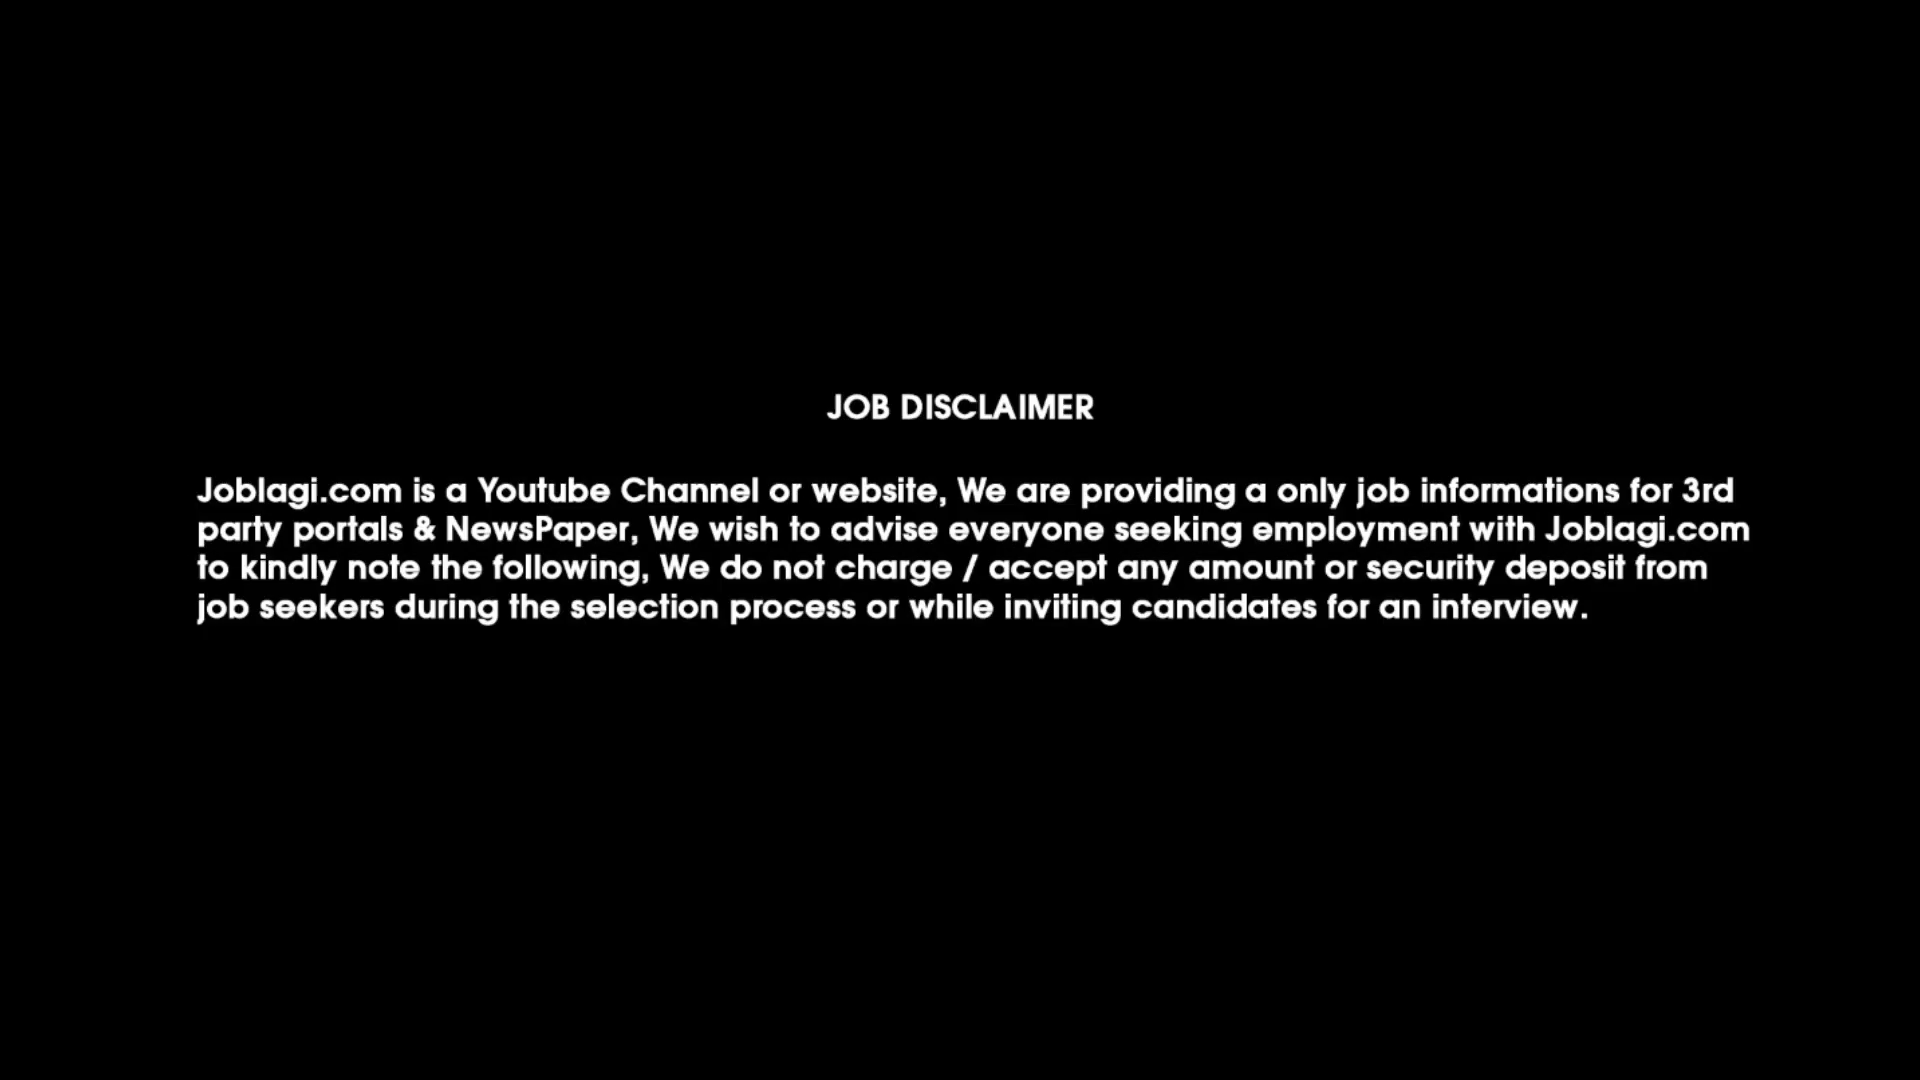 JOB DISCLAIMER
Joblagi.com is a Youtube Channel or website, We are providing a only job informations for 3rd
party portals & NewsPaper, We wish to advise everyone seeking employment with Joblagi.com
to kindly note the following, We do not charge / accept any amount or security deposit from
job seekers during the selection process or while inviting candidates for an interview.